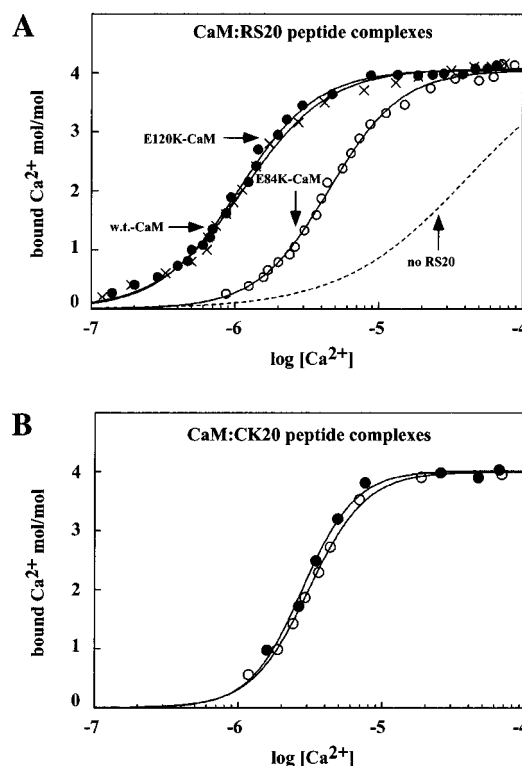 A
CaM:RS20 peptide complexes
bound Ca2+ mol/mol
5
4
3
2
1
0
E120K-CaM
E84K-CaM
w.t.-CaM
no RS20
-7
-6
-5
-4
log [Ca2+]
B
CaM:CK20 peptide complexes
bound Ca2+ mol/mol
5
4
3
2
1
0
-7
-6
-5
-4
log [Ca2+]